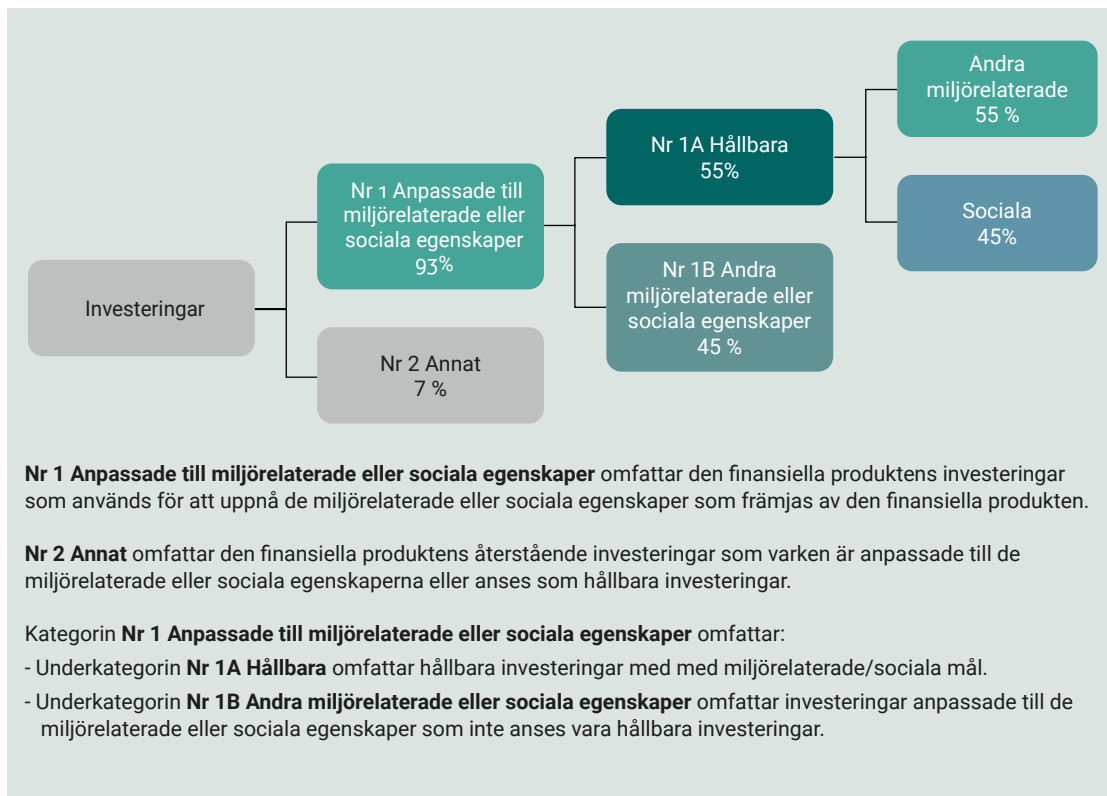 Investeringar
Nr 1 Anpassade till
miljörelaterade eller
sociala egenskaper
93%
Nr 2 Annat
7 %
Nr 1A Hållbara
55%
Nr 1B Andra
miljörelaterade eller
sociala egenskaper
45 %
Andra
miljörelaterade
55 %
Sociala
45%
Nr 1 Anpassade till miljörelaterade eller sociala egenskaper omfattar den finansiella produktens investeringar
som används för att uppnå de miljörelaterade eller sociala egenskaper som främjas av den finansiella produkten.
Nr 2 Annat omfattar den finansiella produktens återstående investeringar som varken är anpassade till de
miljörelaterade eller sociala egenskaperna eller anses som hållbara investeringar.
Kategorin Nr 1 Anpassade till miljörelaterade eller sociala egenskaper omfattar:
- Underkategorin Nr 1A Hållbara omfattar hållbara investeringar med med miljörelaterade/sociala mål.
- Underkategorin Nr 1B Andra miljörelaterade eller sociala egenskaper omfattar investeringar anpassade till de
miljörelaterade eller sociala egenskaper som inte anses vara hållbara investeringar.